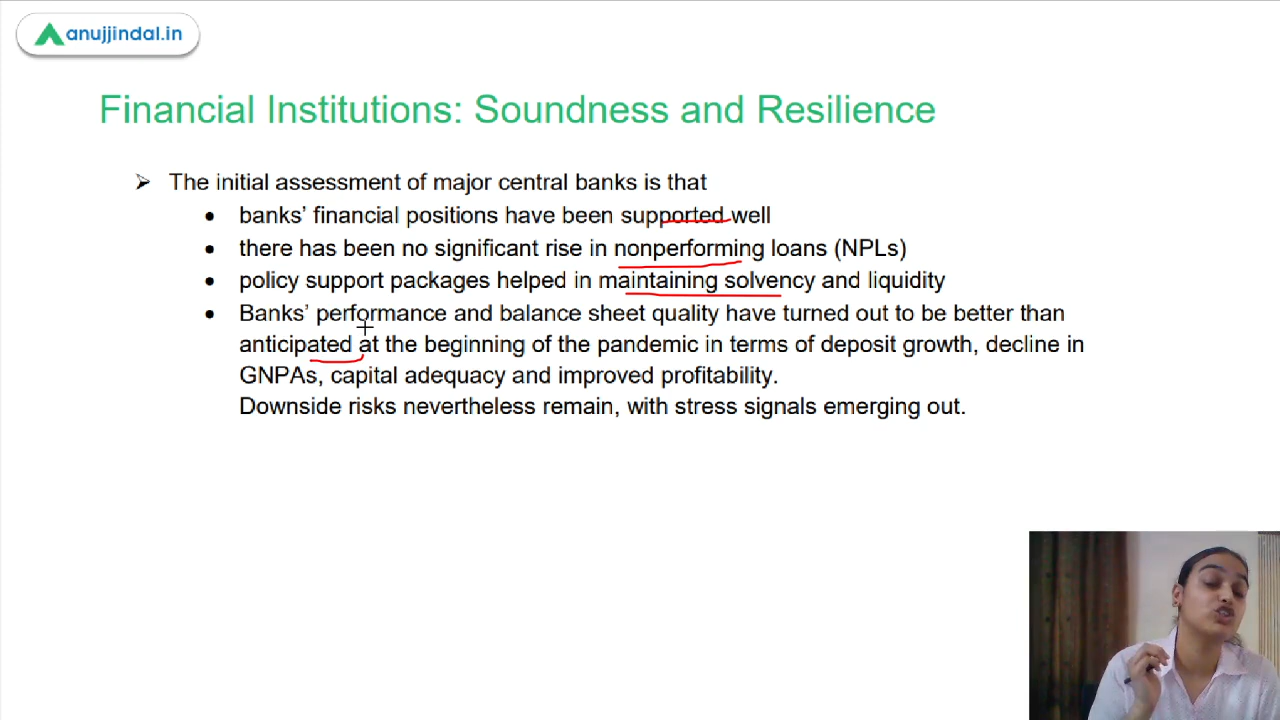 anujjindal.in
Financial Institutions: Soundness and Resilience
The initial assessment of major central banks is that
banks’ financial positions have been supported well
there has been no significant rise in nonperforming loans (NPLs)
policy support packages helped in maintaining solvency and liquidity
Banks’ performance and balance sheet quality have turned out to be better than
anticipated at the beginning of the pandemic in terms of deposit growth, decline in
GNPAs, capital adequacy and improved profitability.
Downside risks nevertheless remain, with stress signals emerging out.